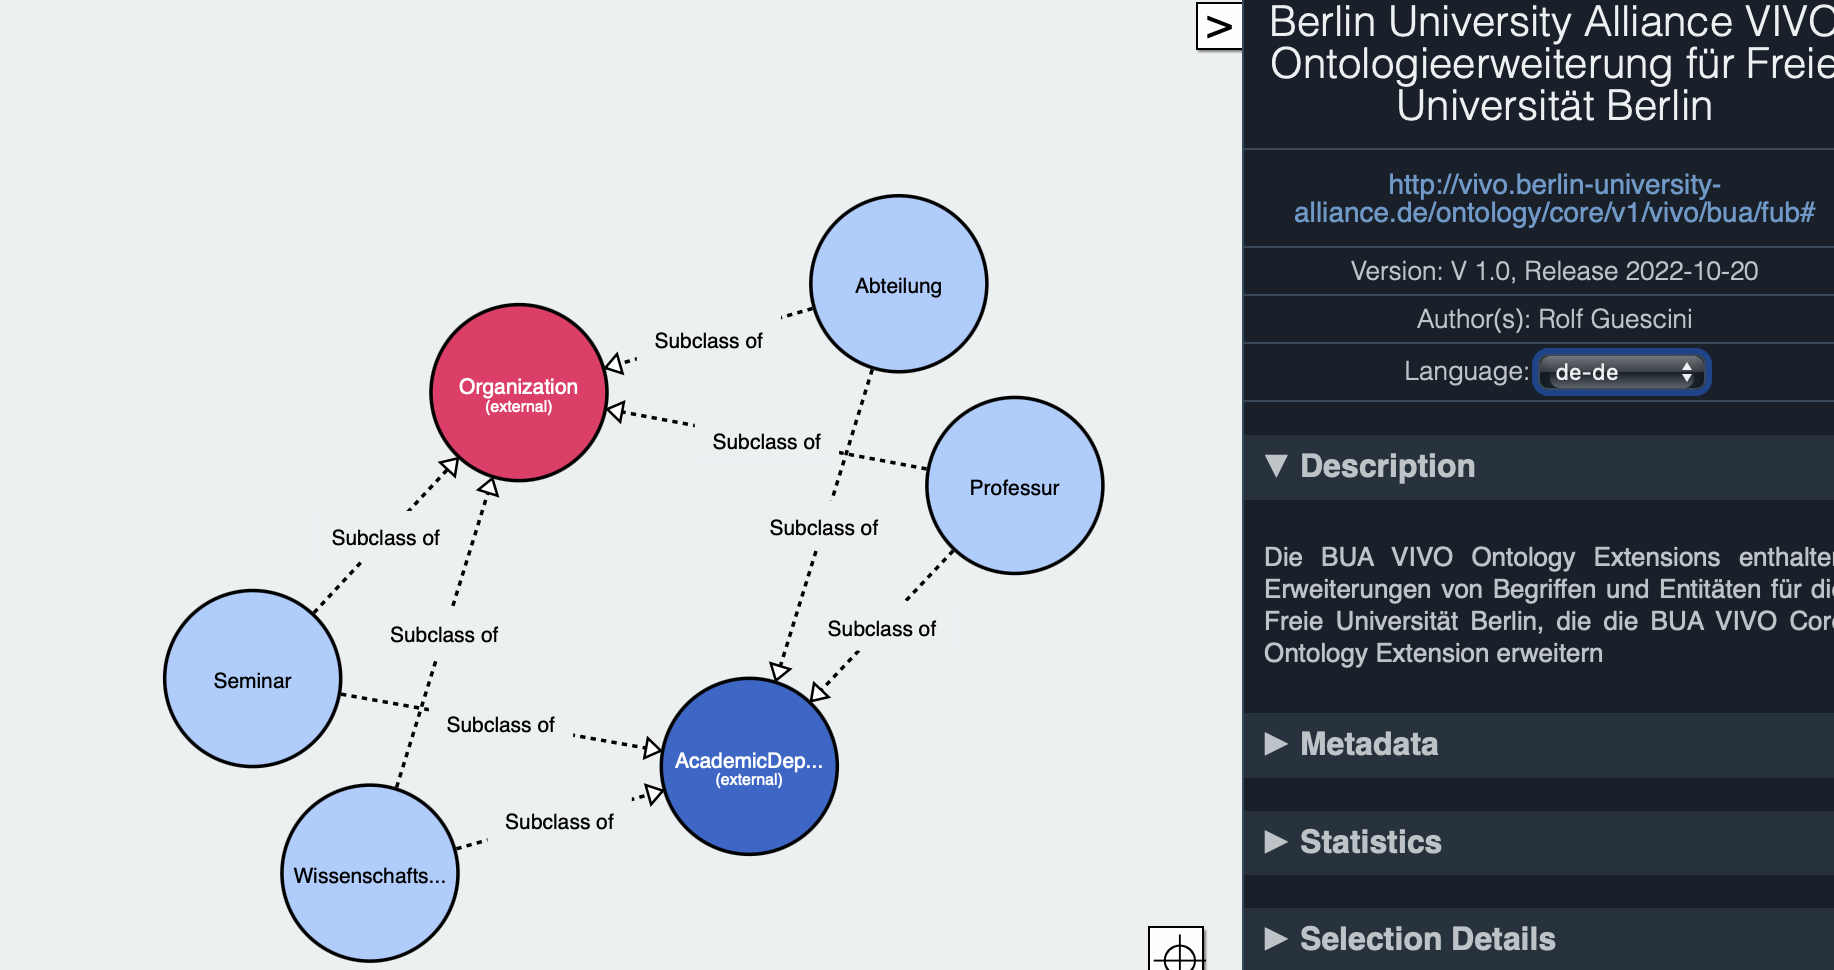 >
Berlin University Alliance VIVO
Ontologieerweiterung für Freie
Universität Berlin
http://vivo.berlin-university-
alliance.de/ontology/core/v1/vivo/bua/fub#
Version: V 1.0, Release 2022-10-20
Author(s): Rolf Guescini
Language: de-de
▼ Description
Die BUA VIVO Ontology Extensions enthalten
Erweiterungen von Begriffen und Entitäten für die
Freie Universität Berlin, die die BUA VIVO Core
Ontology Extension erweitern
▶ Metadata
▶ Statistics
▶ Selection Details
Abteilung
Subclass of
Organization
(external)
Subclass of
Professur
Subclass of
Subclass of
Subclass of
Subclass of
Seminar
Subclass of
AcademicDep...
(external)
Subclass of
Wissenschafts...